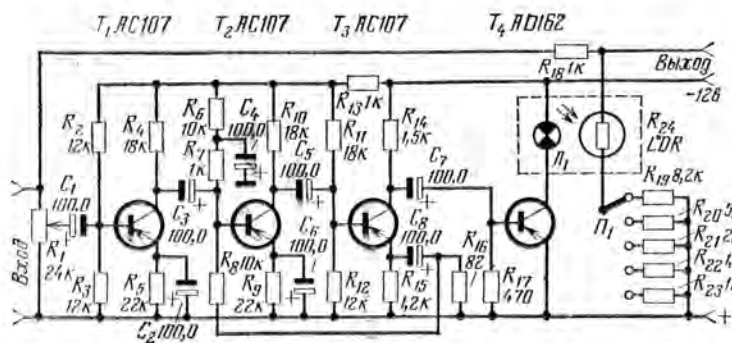 T₁ AC107
T₂ AC107
T₃ AC107
T₄ AD162
R₁₈ 1к
Выход
-12В
R₂
12к
R₄
18к
R₆
10к
C₄
100,0
R₇
1к
R₁₀
18к
C₅
100,0
R₁₃ 1к
R₁₁
18к
R₁₄
1,5к
C₇
100,0
Л₁
R₂₄
LDR
R₁₉ 8,2к
П₁
R₂₀
R₂₁
R₂₂
R₂₃
C₁
100,0
+
Вход
R₁
24к
R₃
12к
R₅
22к
+
C₂ 100,0
C₃
100,0
+
R₈ 10к
R₉
22к
C₆
100,0
+
+
R₁₂
12к
C₈
100,0
+
+
R₁₅
1,2к
R₁₆
82
R₁₇
470
+